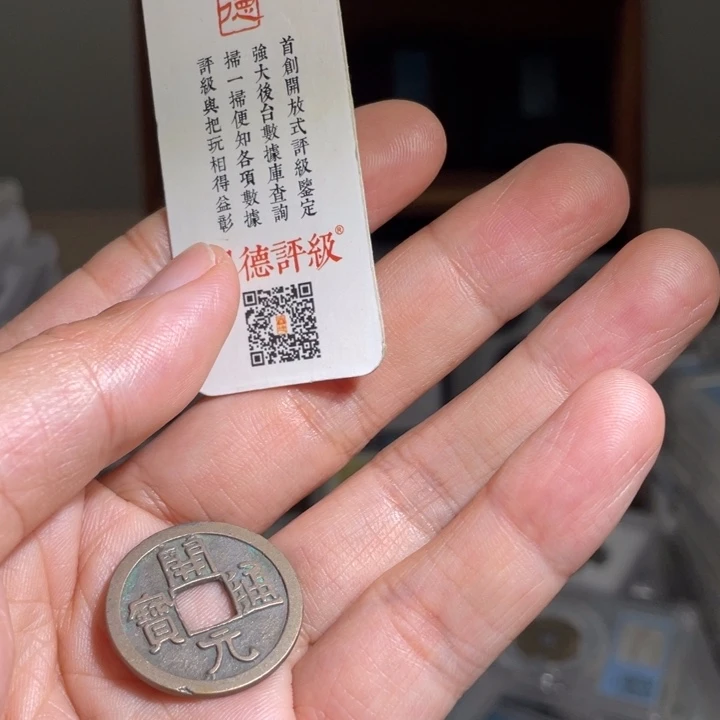 德
首創開放式評級鑒定
強大後台數據庫查詢
掃一掃便知各項數據
評級與把玩相得益彰
德評級®
開元通寶